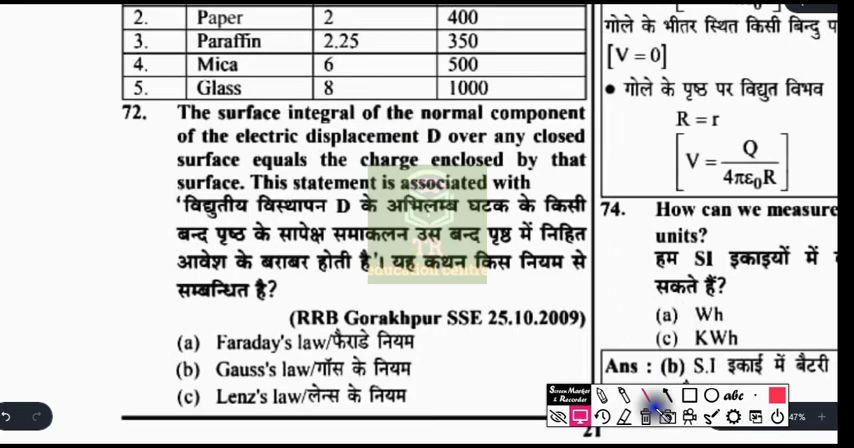 2. Paper 2 400
3. Paraffin 2.25 350
4. Mica 6 500
5. Glass 8 1000
72. The surface integral of the normal component
of the electric displacement D over any closed
surface equals the charge enclosed by that
surface. This statement is associated with
‘विद्युतीय विस्थापन D के अभिलम्ब घटक के किसी
बन्द पृष्ठ के सापेक्ष समाकलन उस बन्द पृष्ठ में निहित
आवेश के बराबर होती है’। यह कथन किस नियम से
सम्बन्धित है?
(RRB Gorakhpur SSE 25.10.2009)
(a) Faraday's law/फैराडे नियम
(b) Gauss's law/गॉस के नियम
(c) Lenz's law/लेन्स के नियम
21
गोले के भीतर स्थित किसी बिन्दु प
[V = 0]
● गोले के पृष्ठ पर विद्युत विभव
R = r
[V = Q / 4πε₀R]
74. How can we measure
units?
हम SI इकाइयों में
सकते हैं?
(a) Wh
(c) KWh
Ans : (b) S.I इकाई में बैटरी
education centre
Screen Marker
& Recorder
abc
47%